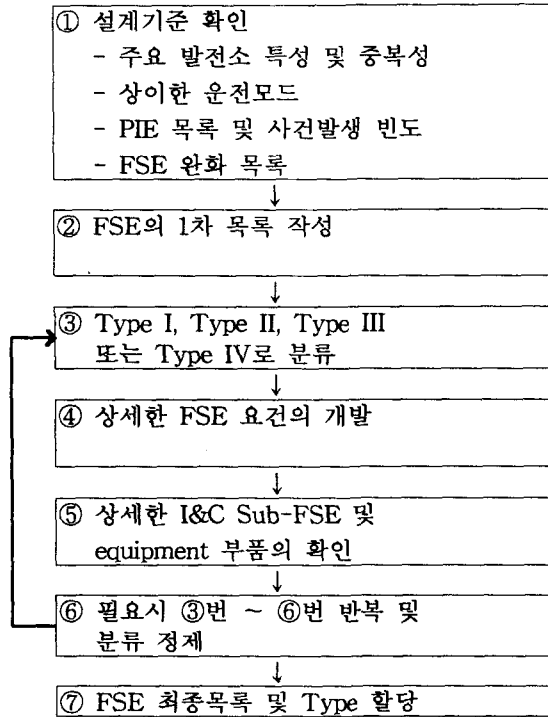 ① 설계기준 확인
- 주요 발전소 특성 및 중복성
- 상이한 운전모드
- PIE 목록 및 사건발생 빈도
- FSE 완화 목록
↓
② FSE의 1차 목록 작성
↓
③ Type I, Type II, Type III
또는 Type IV로 분류
↓
④ 상세한 FSE 요건의 개발
↓
⑤ 상세한 I&C Sub-FSE 및
equipment 부품의 확인
↓
⑥ 필요시 ③번 ~ ⑥번 반복 및
분류 정제
↓
⑦ FSE 최종목록 및 Type 할당